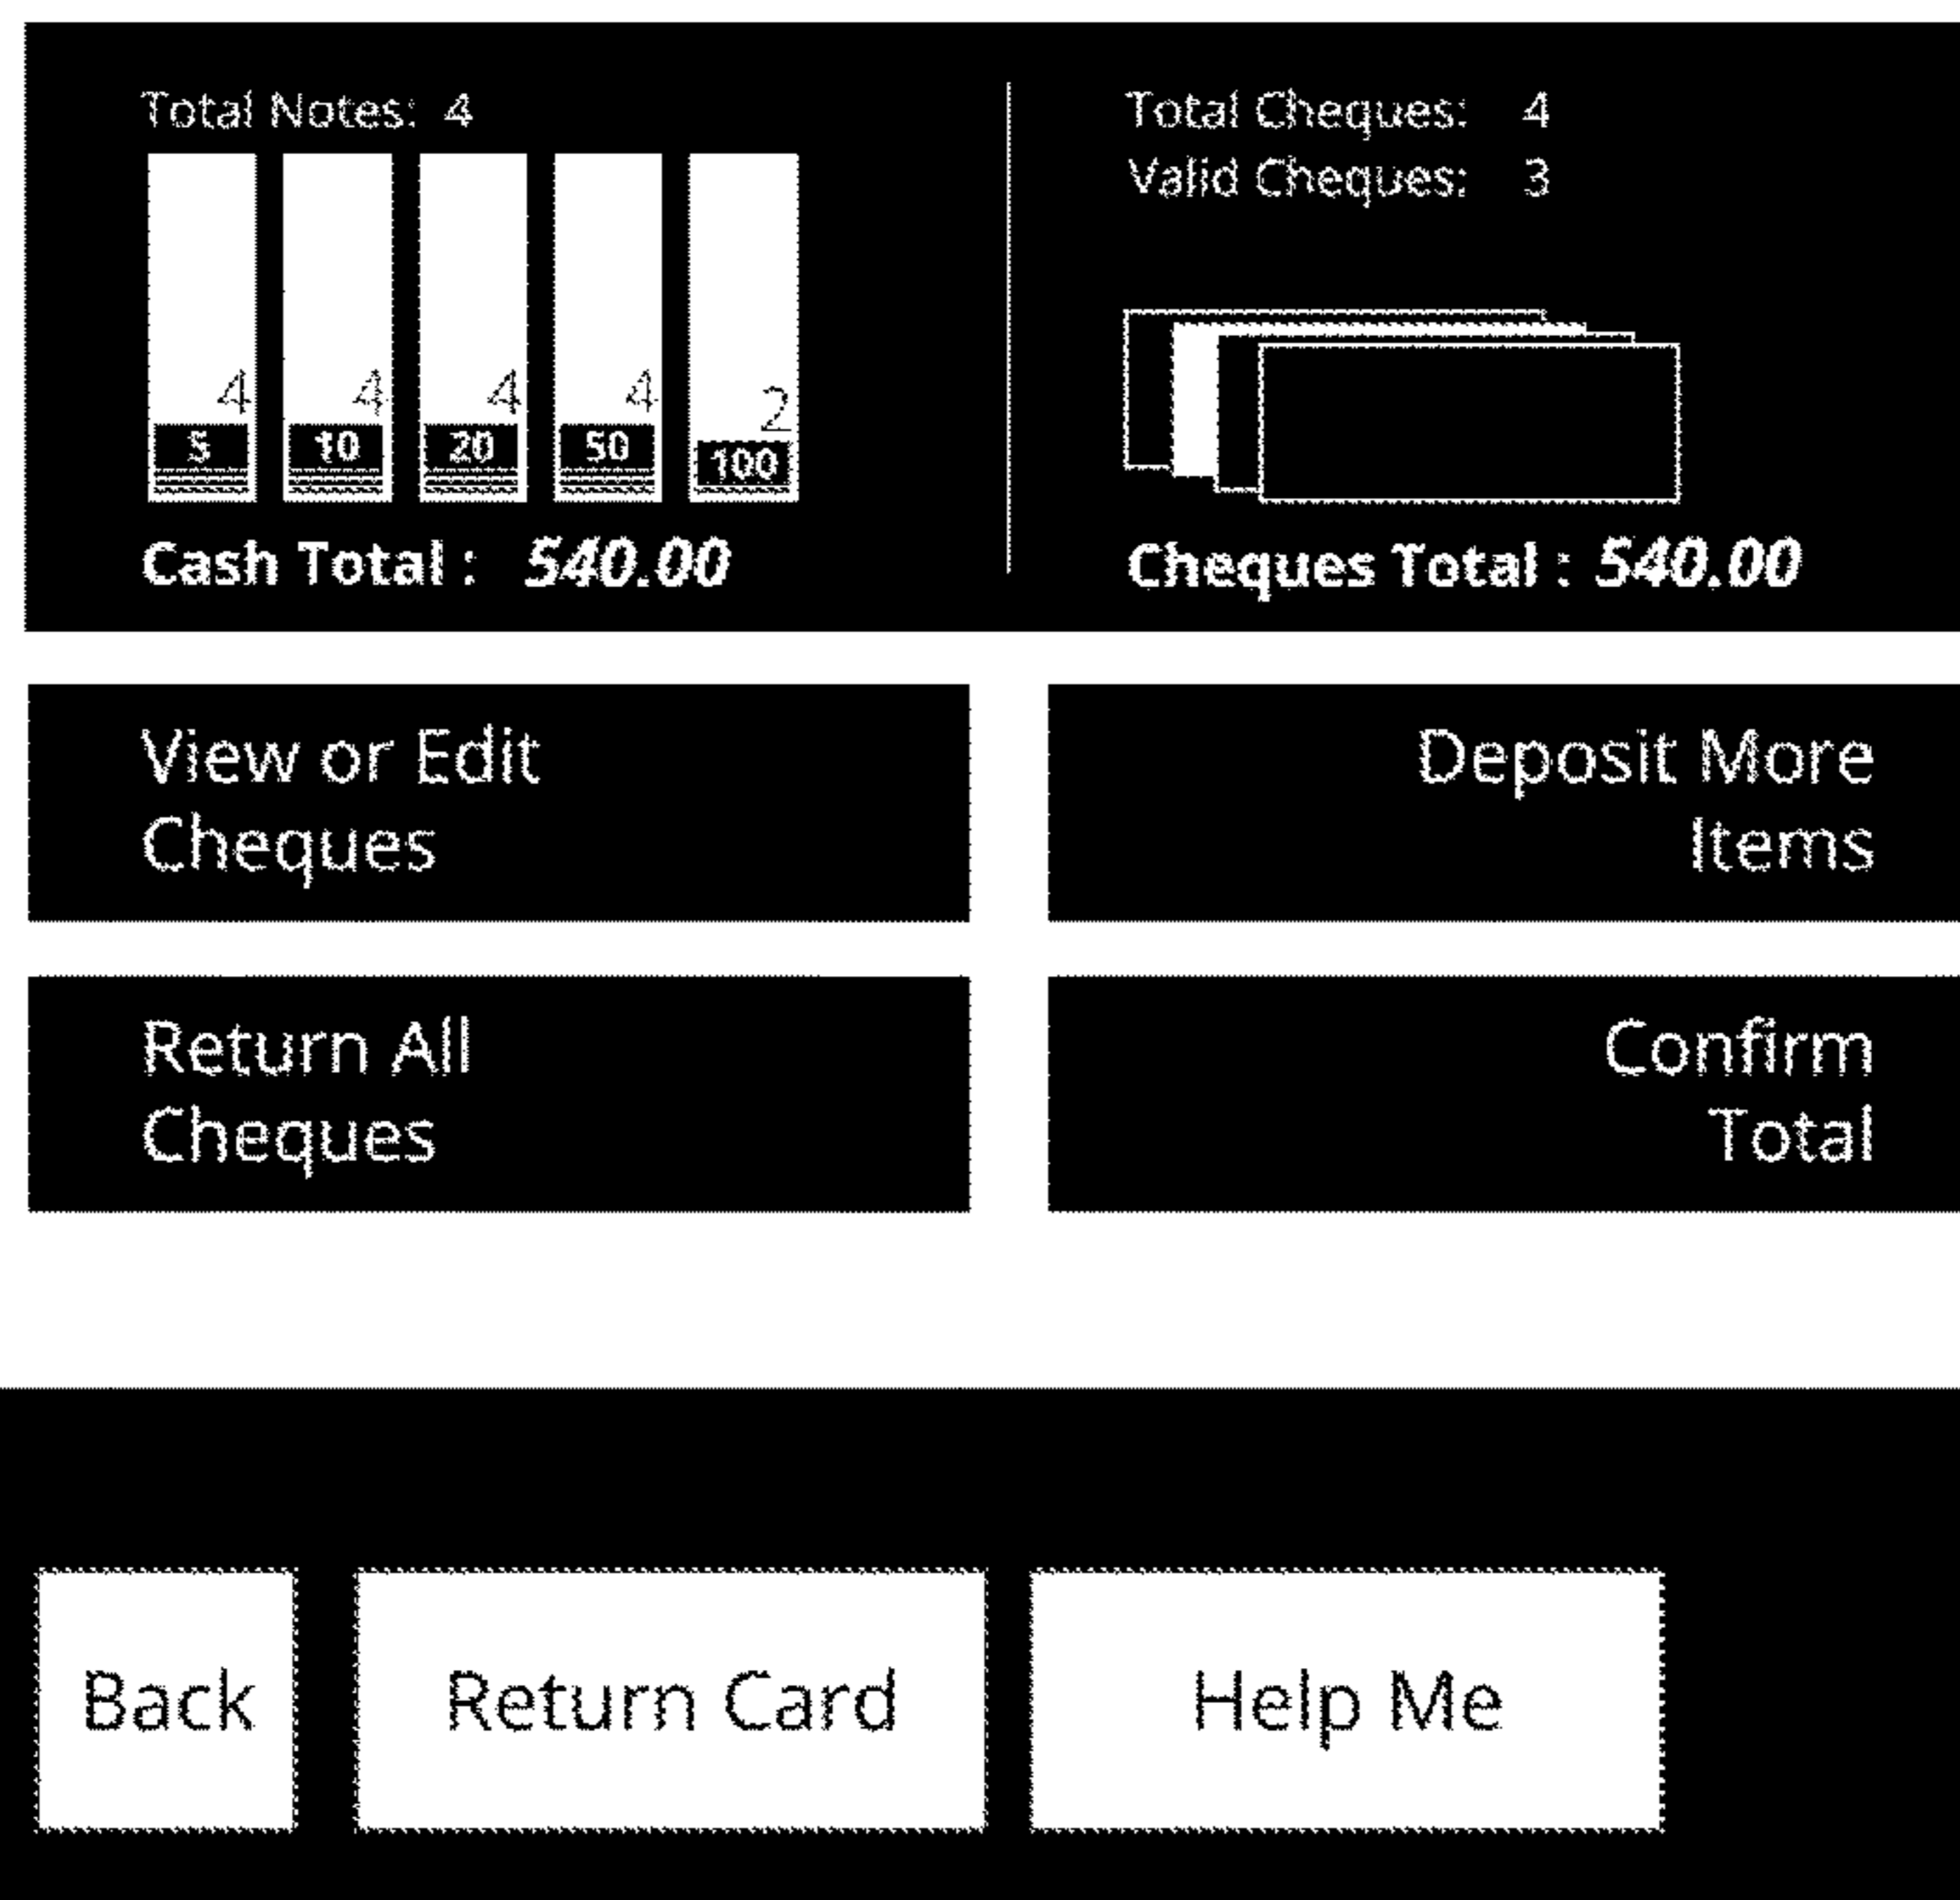 Total Notes: 4
4 4 4 4 2
5 10 20 50 100
Cash Total : 540.00
Total Cheques: 4
Valid Cheques: 3
Cheques Total : 540.00
View or Edit
Cheques
Deposit More
Items
Return All
Cheques
Confirm
Total
Back
Return Card
Help Me